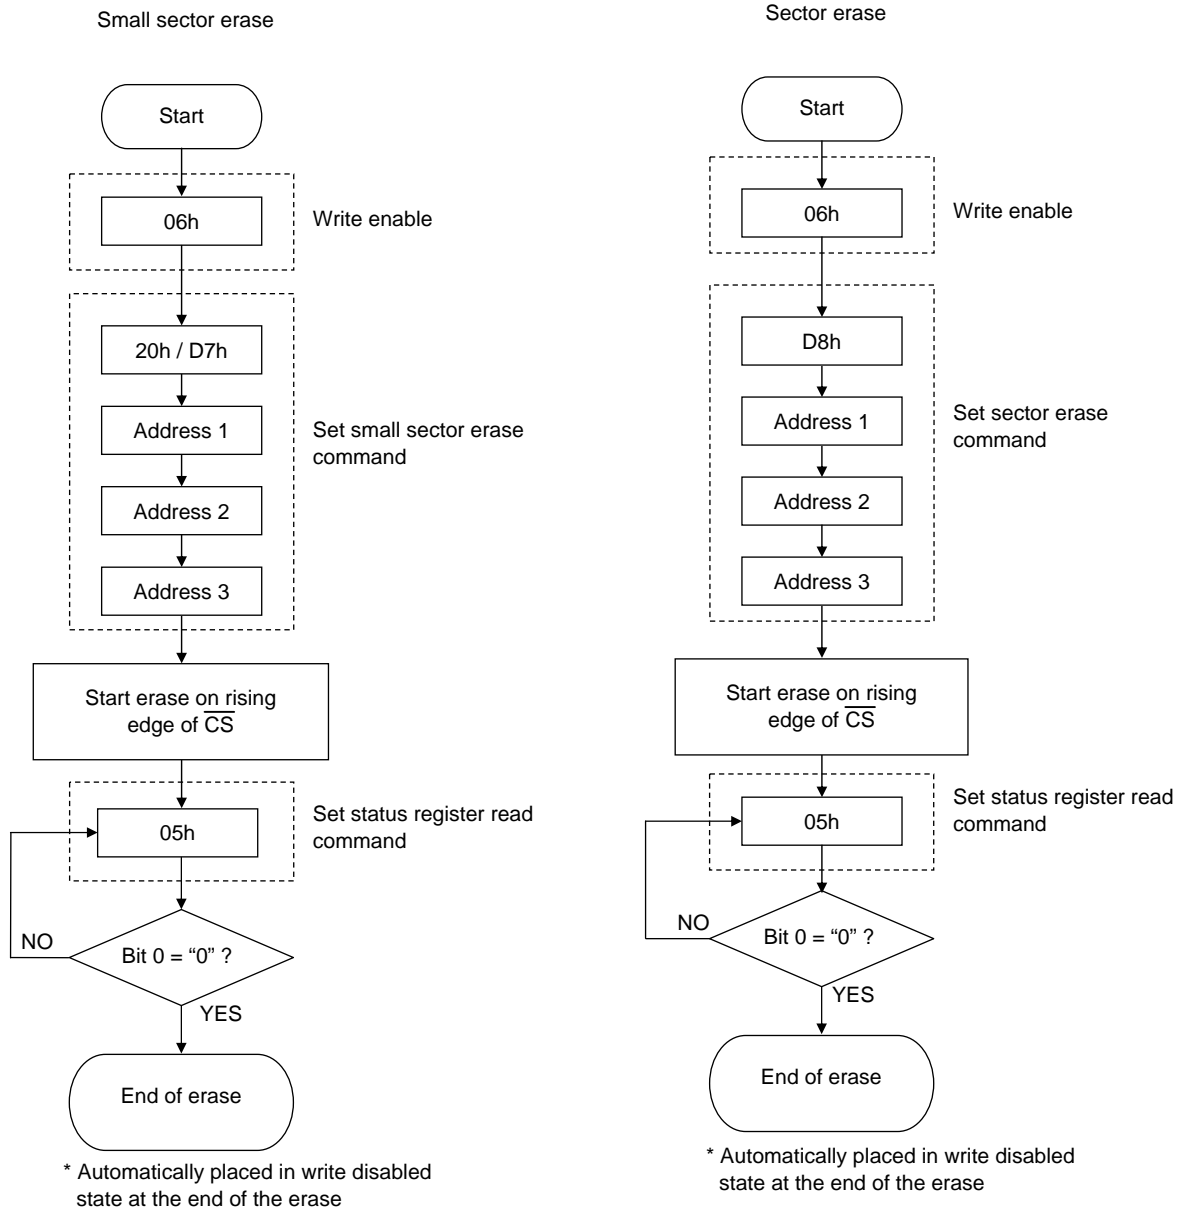 Small sector erase
Start
06h
Write enable
20h / D7h
Address 1
Set small sector erase
command
Address 2
Address 3
Start erase on rising
edge of CS
05h
Set status register read
command
NO
Bit 0 = “0” ?
YES
End of erase
* Automatically placed in write disabled
state at the end of the erase
Sector erase
Start
06h
Write enable
D8h
Address 1
Set sector erase
command
Address 2
Address 3
Start erase on rising
edge of CS
05h
Set status register read
command
NO
Bit 0 = “0” ?
YES
End of erase
* Automatically placed in write disabled
state at the end of the erase